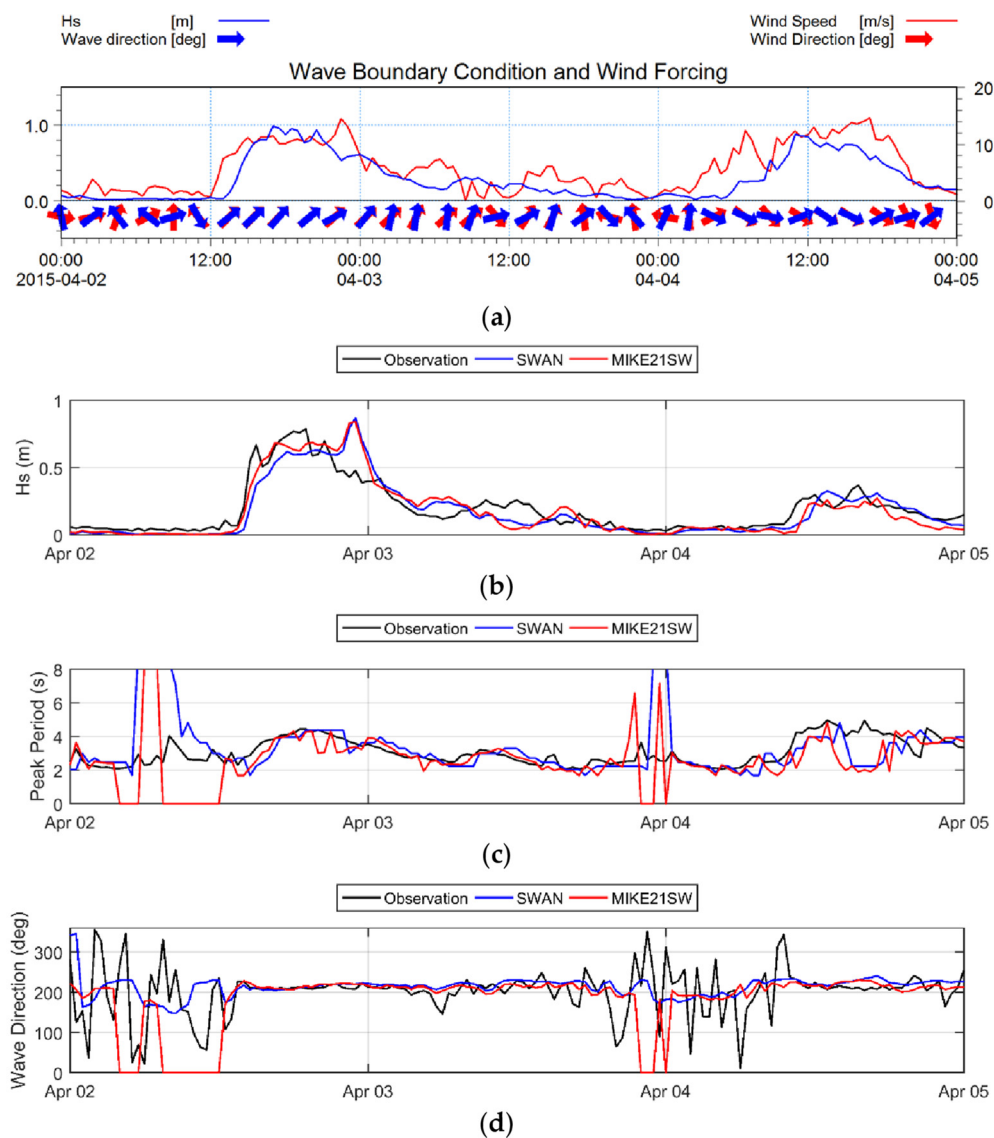 Hs [m]
Wave direction [deg]
Wind Speed [m/s]
Wind Direction [deg]
Wave Boundary Condition and Wind Forcing
20
1.0
10
0.0
0
00:00 12:00 00:00 12:00 00:00 12:00 00:00
2015-04-02 04-03 04-04 04-05
(a)
Observation SWAN MIKE21SW
1
Hs (m)
0.5
0
Apr 02 Apr 03 Apr 04 Apr 05
(b)
Observation SWAN MIKE21SW
8
Peak Period (s)
6
4
2
0
Apr 02 Apr 03 Apr 04 Apr 05
(c)
Observation SWAN MIKE21SW
Wave Direction (deg)
300
200
100
0
Apr 02 Apr 03 Apr 04 Apr 05
(d)